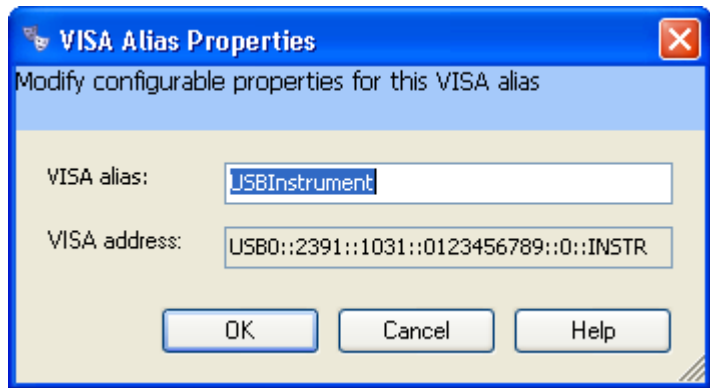 VISA Alias Properties
Modify configurable properties for this VISA alias
VISA alias: USBInstrument
VISA address: USB0::2391::1031::0123456789::0::INSTR
OK Cancel Help